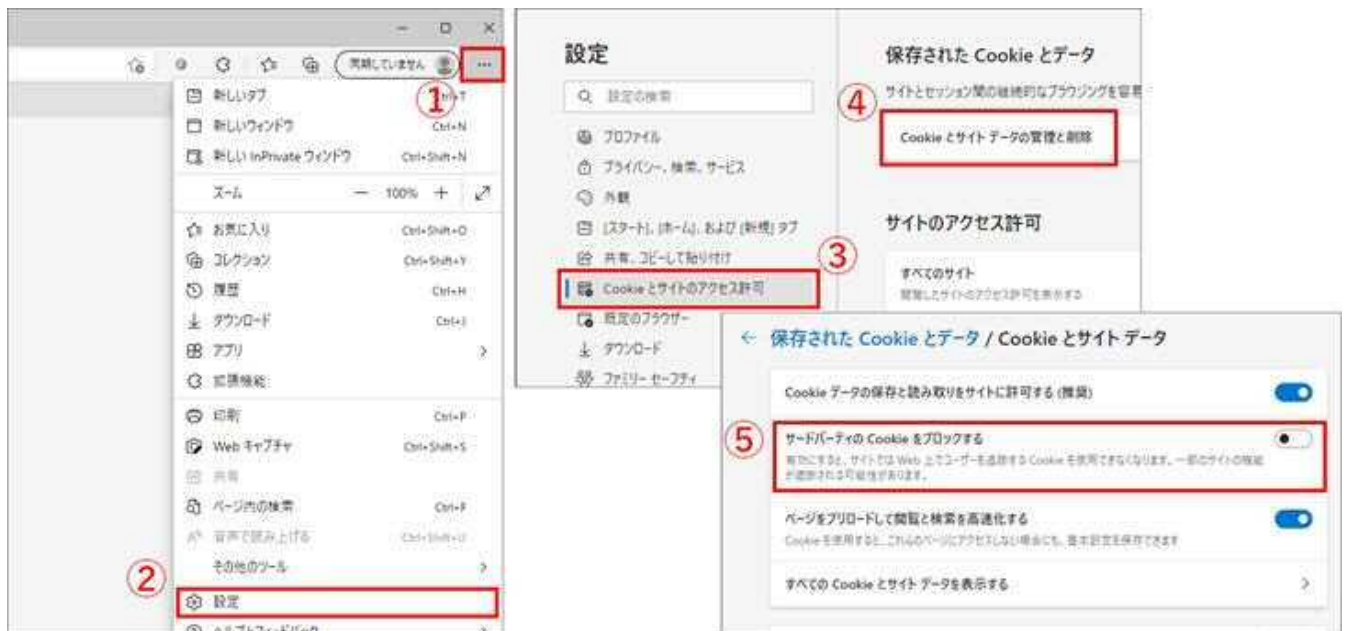 同期していません
①
新しいタブ
Ctrl+T
新しいウィンドウ
Ctrl+N
新しい InPrivate ウィンドウ
Ctrl+Shift+N
ズーム
100%
お気に入り
Ctrl+Shift+O
コレクション
Ctrl+Shift+Y
履歴
Ctrl+H
ダウンロード
Ctrl+J
アプリ
拡張機能
印刷
Ctrl+P
Web キャプチャ
Ctrl+Shift+S
共有
ページ内の検索
Ctrl+F
音声で読み上げる
Ctrl+Shift+U
その他のツール
②
設定
ヘルプとフィードバック
設定
設定の検索
プロファイル
プライバシー、検索、サービス
外観
[スタート]、[ホーム]、および [新規] タブ
共有、コピーして貼り付け
③
Cookie とサイトのアクセス許可
既定のブラウザー
ダウンロード
ファミリー セーフティ
保存された Cookie とデータ
サイトとセッション間の継続的なブラウジングを容易
④
Cookie とサイト データの管理と削除
サイトのアクセス許可
すべてのサイト
閲覧したサイトのアクセス許可を表示する
保存された Cookie とデータ / Cookie とサイト データ
Cookie データの保存と読み取りをサイトに許可する (推奨)
⑤
サードパーティの Cookie をブロックする
有効にすると、サイトでは Web 上でユーザーを追跡する Cookie を使用できなくなります。一部のサイトの機能
が遮断される可能性があります。
ページをプリロードして閲覧と検索を高速化する
Cookie を使用すると、これらのページにアクセスしない場合にも、基本設定を保存できます
すべての Cookie とサイト データを表示する